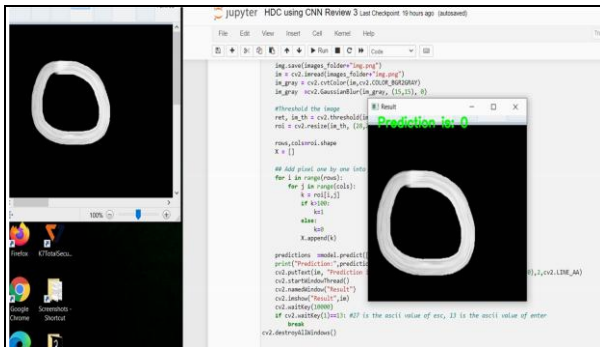 jupyter HDC using CNN Review 3 Last Checkpoint: 19 hours ago (autosaved)
File Edit View Insert Cell Kernel Help
Run Code
img.save(images_folder+"img.png")
im = cv2.imread(images_folder+"img.png")
im_gray = cv2.cvtColor(im,cv2.COLOR_BGR2GRAY)
im_gray =cv2.GaussianBlur(im_gray, (15,15), 0)
#Threshold the image
ret, im_th = cv2.threshold(im
roi = cv2.resize(im_th, (28,
rows,cols=roi.shape
X = []
## Add pixel one by one into
for i in range(rows):
for j in range(cols):
k = roi[i,j]
if k>100:
k=1
else:
k=0
X.append(k)
predictions =model.predict([
print("Prediction:",predictio
cv2.putText(im, "Prediction i
0),2,cv2.LINE_AA)
cv2.startWindowThread()
cv2.namedWindow("Result")
cv2.imshow("Result",im)
cv2.waitKey(10000)
if cv2.waitKey(1)==13: #27 is the ascii value of esc, 13 is the ascii value of enter
break
cv2.destroyAllWindows()
Result
Prediction is: 0
100%
Firefox
K7TotalSecu...
Google Chrome
Screenshots - Shortcut